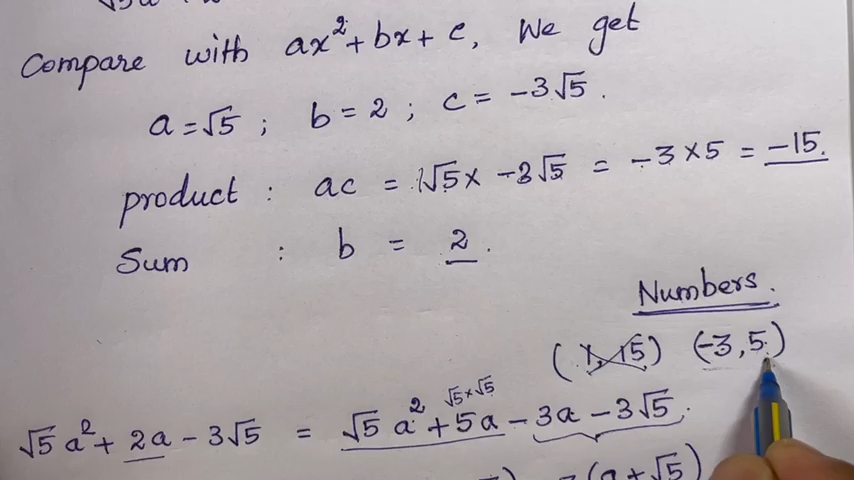 Compare with ax²+bx+c, We get
a=√5 ; b=2 ; c= -3√5.
product : ac = 1√5× -3√5 = -3×5 = -15.
Sum : b = 2.
Numbers.
(1, 15) (-3,5)
√5×√5
√5 a²+ 2a - 3√5 = √5 a²+5a - 3a - 3√5.
(a+√5)